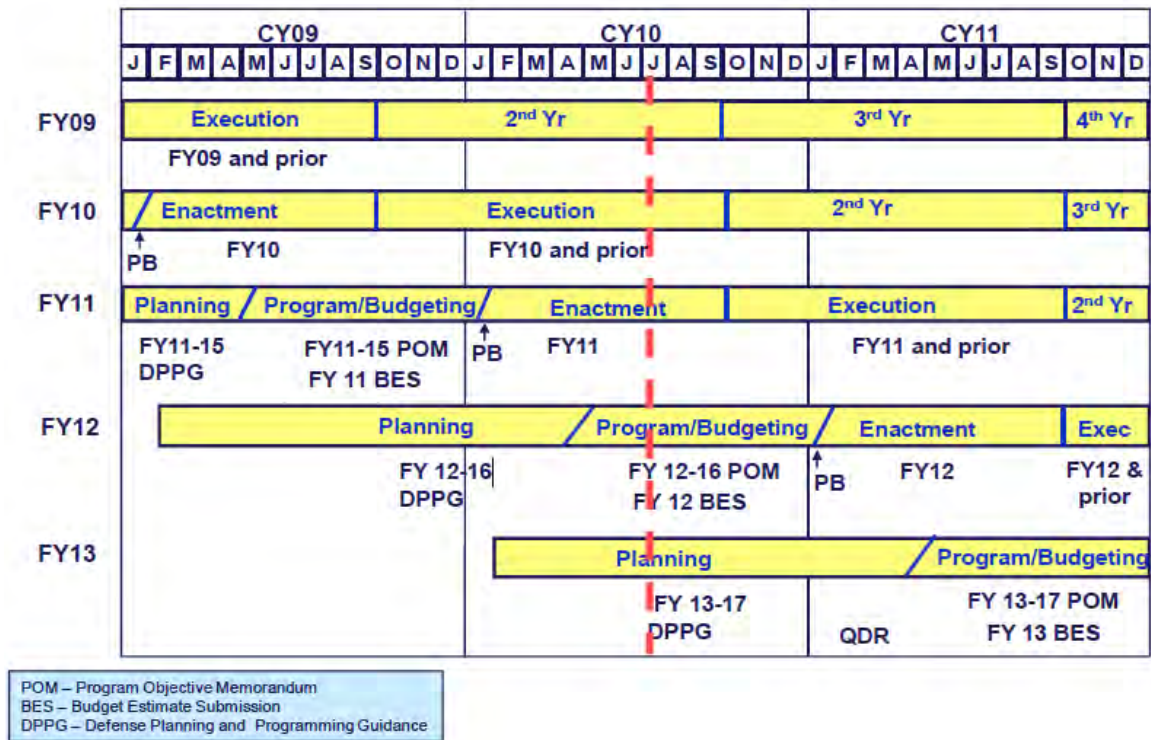 CY09 CY10 CY11
J F M A M J J A S O N D J F M A M J J A S O N D J F M A M J J A S O N D
FY09 Execution 2nd Yr 3rd Yr 4th Yr
FY09 and prior
FY10 Enactment Execution 2nd Yr 3rd Yr
PB FY10 FY10 and prior
FY11 Planning Program/Budgeting Enactment Execution 2nd Yr
FY11-15 FY11-15 POM PB FY11 FY11 and prior
DPPG FY 11 BES
FY12 Planning Program/Budgeting Enactment Exec
FY 12-16 FY 12-16 POM PB FY12 FY12 &
DPPG FY 12 BES prior
FY13 Planning Program/Budgeting
FY 13-17 FY 13-17 POM
DPPG QDR FY 13 BES
POM – Program Objective Memorandum
BES – Budget Estimate Submission
DPPG – Defense Planning and Programming Guidance